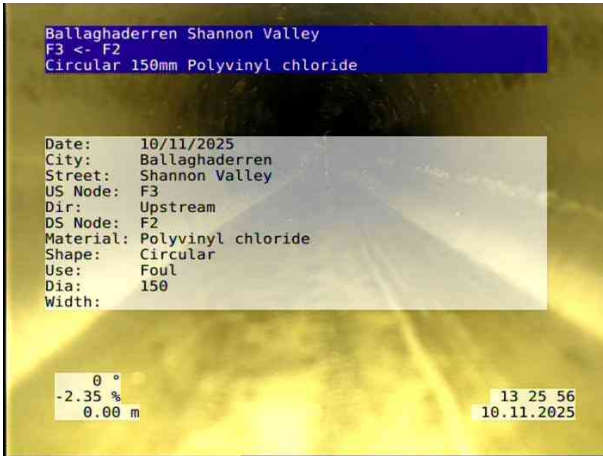 Ballaghaderren Shannon Valley
F3 <- F2
Circular 150mm Polyvinyl chloride
Date: 10/11/2025
City: Ballaghaderren
Street: Shannon Valley
US Node: F3
Dir: Upstream
DS Node: F2
Material: Polyvinyl chloride
Shape: Circular
Use: Foul
Dia: 150
Width:
0 °
-2.35 %
0.00 m
13 25 56
10.11.2025